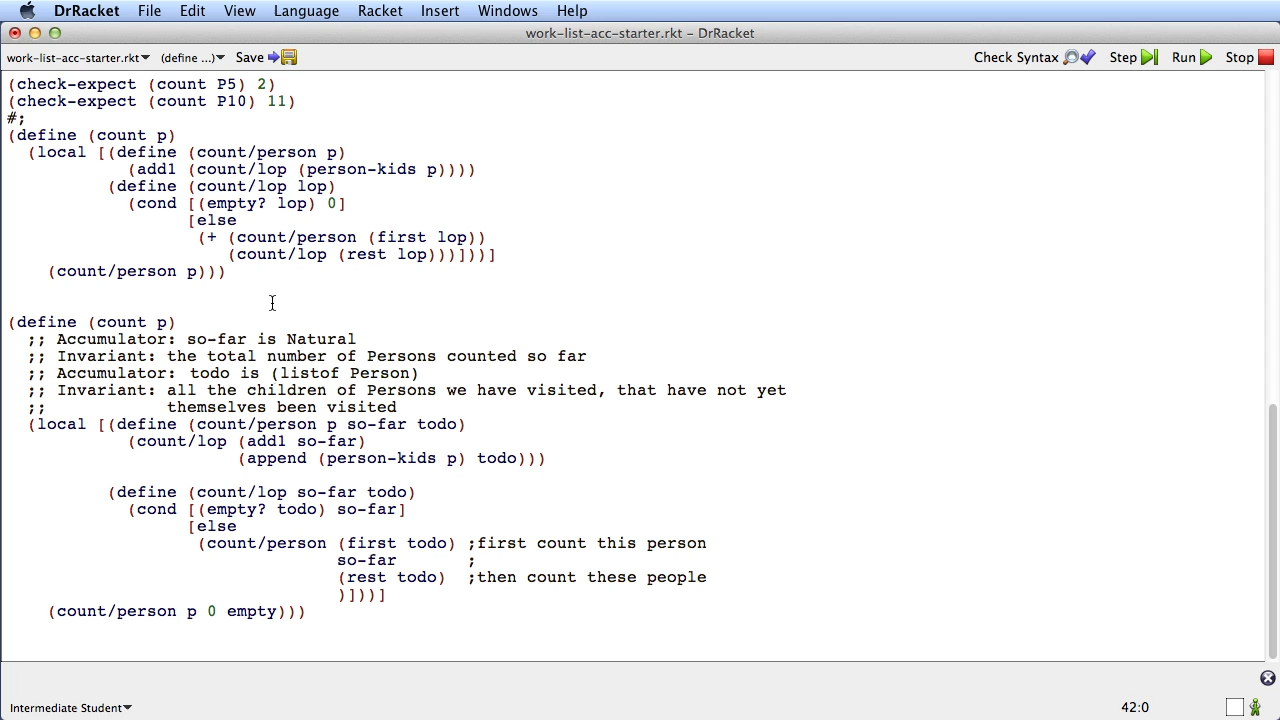 DrRacket File Edit View Language Racket Insert Windows Help
work-list-acc-starter.rkt – DrRacket
work-list-acc-starter.rkt▾ (define ...)▾ Save Check Syntax Step Run Stop
(check-expect (count P5) 2)
(check-expect (count P10) 11)
#;
(define (count p)
  (local [(define (count/person p)
            (add1 (count/lop (person-kids p))))
          (define (count/lop lop)
            (cond [(empty? lop) 0]
                  [else
                   (+ (count/person (first lop))
                      (count/lop (rest lop)))]))]
    (count/person p)))
(define (count p)
  ;; Accumulator: so-far is Natural
  ;; Invariant: the total number of Persons counted so far
  ;; Accumulator: todo is (listof Person)
  ;; Invariant: all the children of Persons we have visited, that have not yet
  ;;            themselves been visited
  (local [(define (count/person p so-far todo)
            (count/lop (add1 so-far)
                       (append (person-kids p) todo)))
          (define (count/lop so-far todo)
            (cond [(empty? todo) so-far]
                  [else
                   (count/person (first todo) ;first count this person
                                 so-far       ;
                                 (rest todo)  ;then count these people
                                 )]))]
    (count/person p 0 empty)))
Intermediate Student▾ 42:0